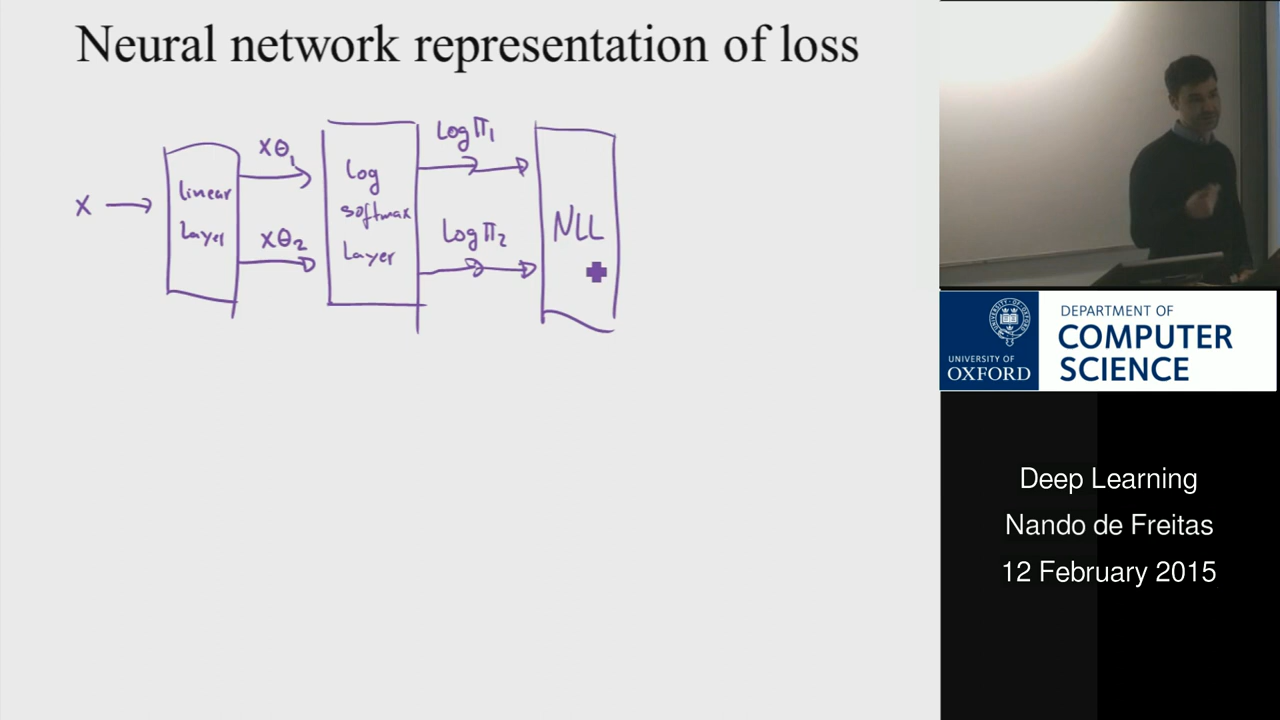 Neural network representation of loss
x
linear
layer
xθ₁
xθ₂
log
softmax
layer
Log Π₁
Log Π₂
NLL
UNIVERSITY OF
OXFORD
DEPARTMENT OF
COMPUTER
SCIENCE
Deep Learning
Nando de Freitas
12 February 2015